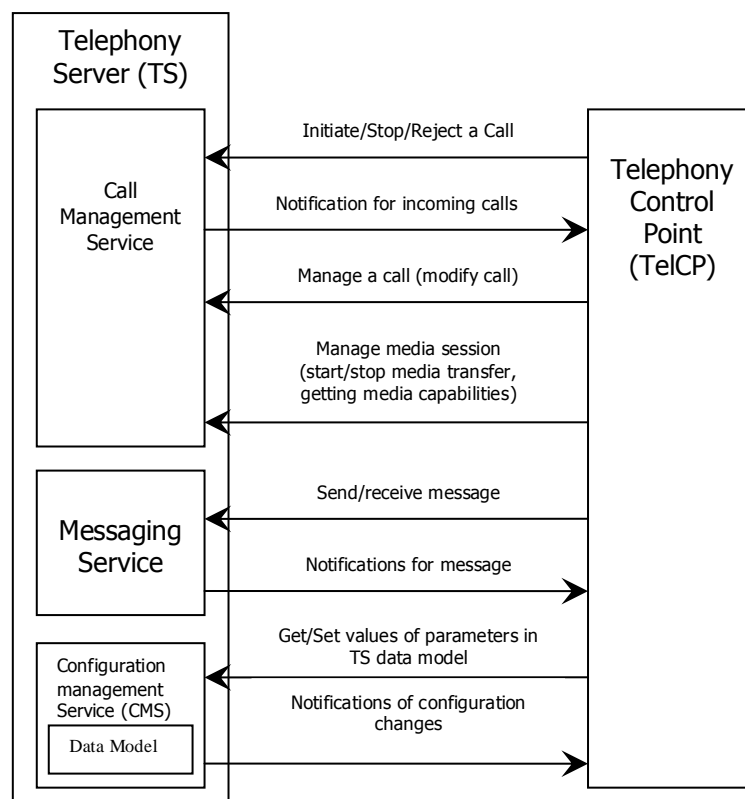 Telephony
Server (TS)
Call
Management
Service
Initiate/Stop/Reject a Call
Notification for incoming calls
Manage a call (modify call)
Manage media session
(start/stop media transfer,
getting media capabilities)
Telephony
Control
Point
(TelCP)
Messaging
Service
Send/receive message
Notifications for message
Configuration
management
Service (CMS)
Data Model
Get/Set values of parameters in
TS data model
Notifications of configuration
changes